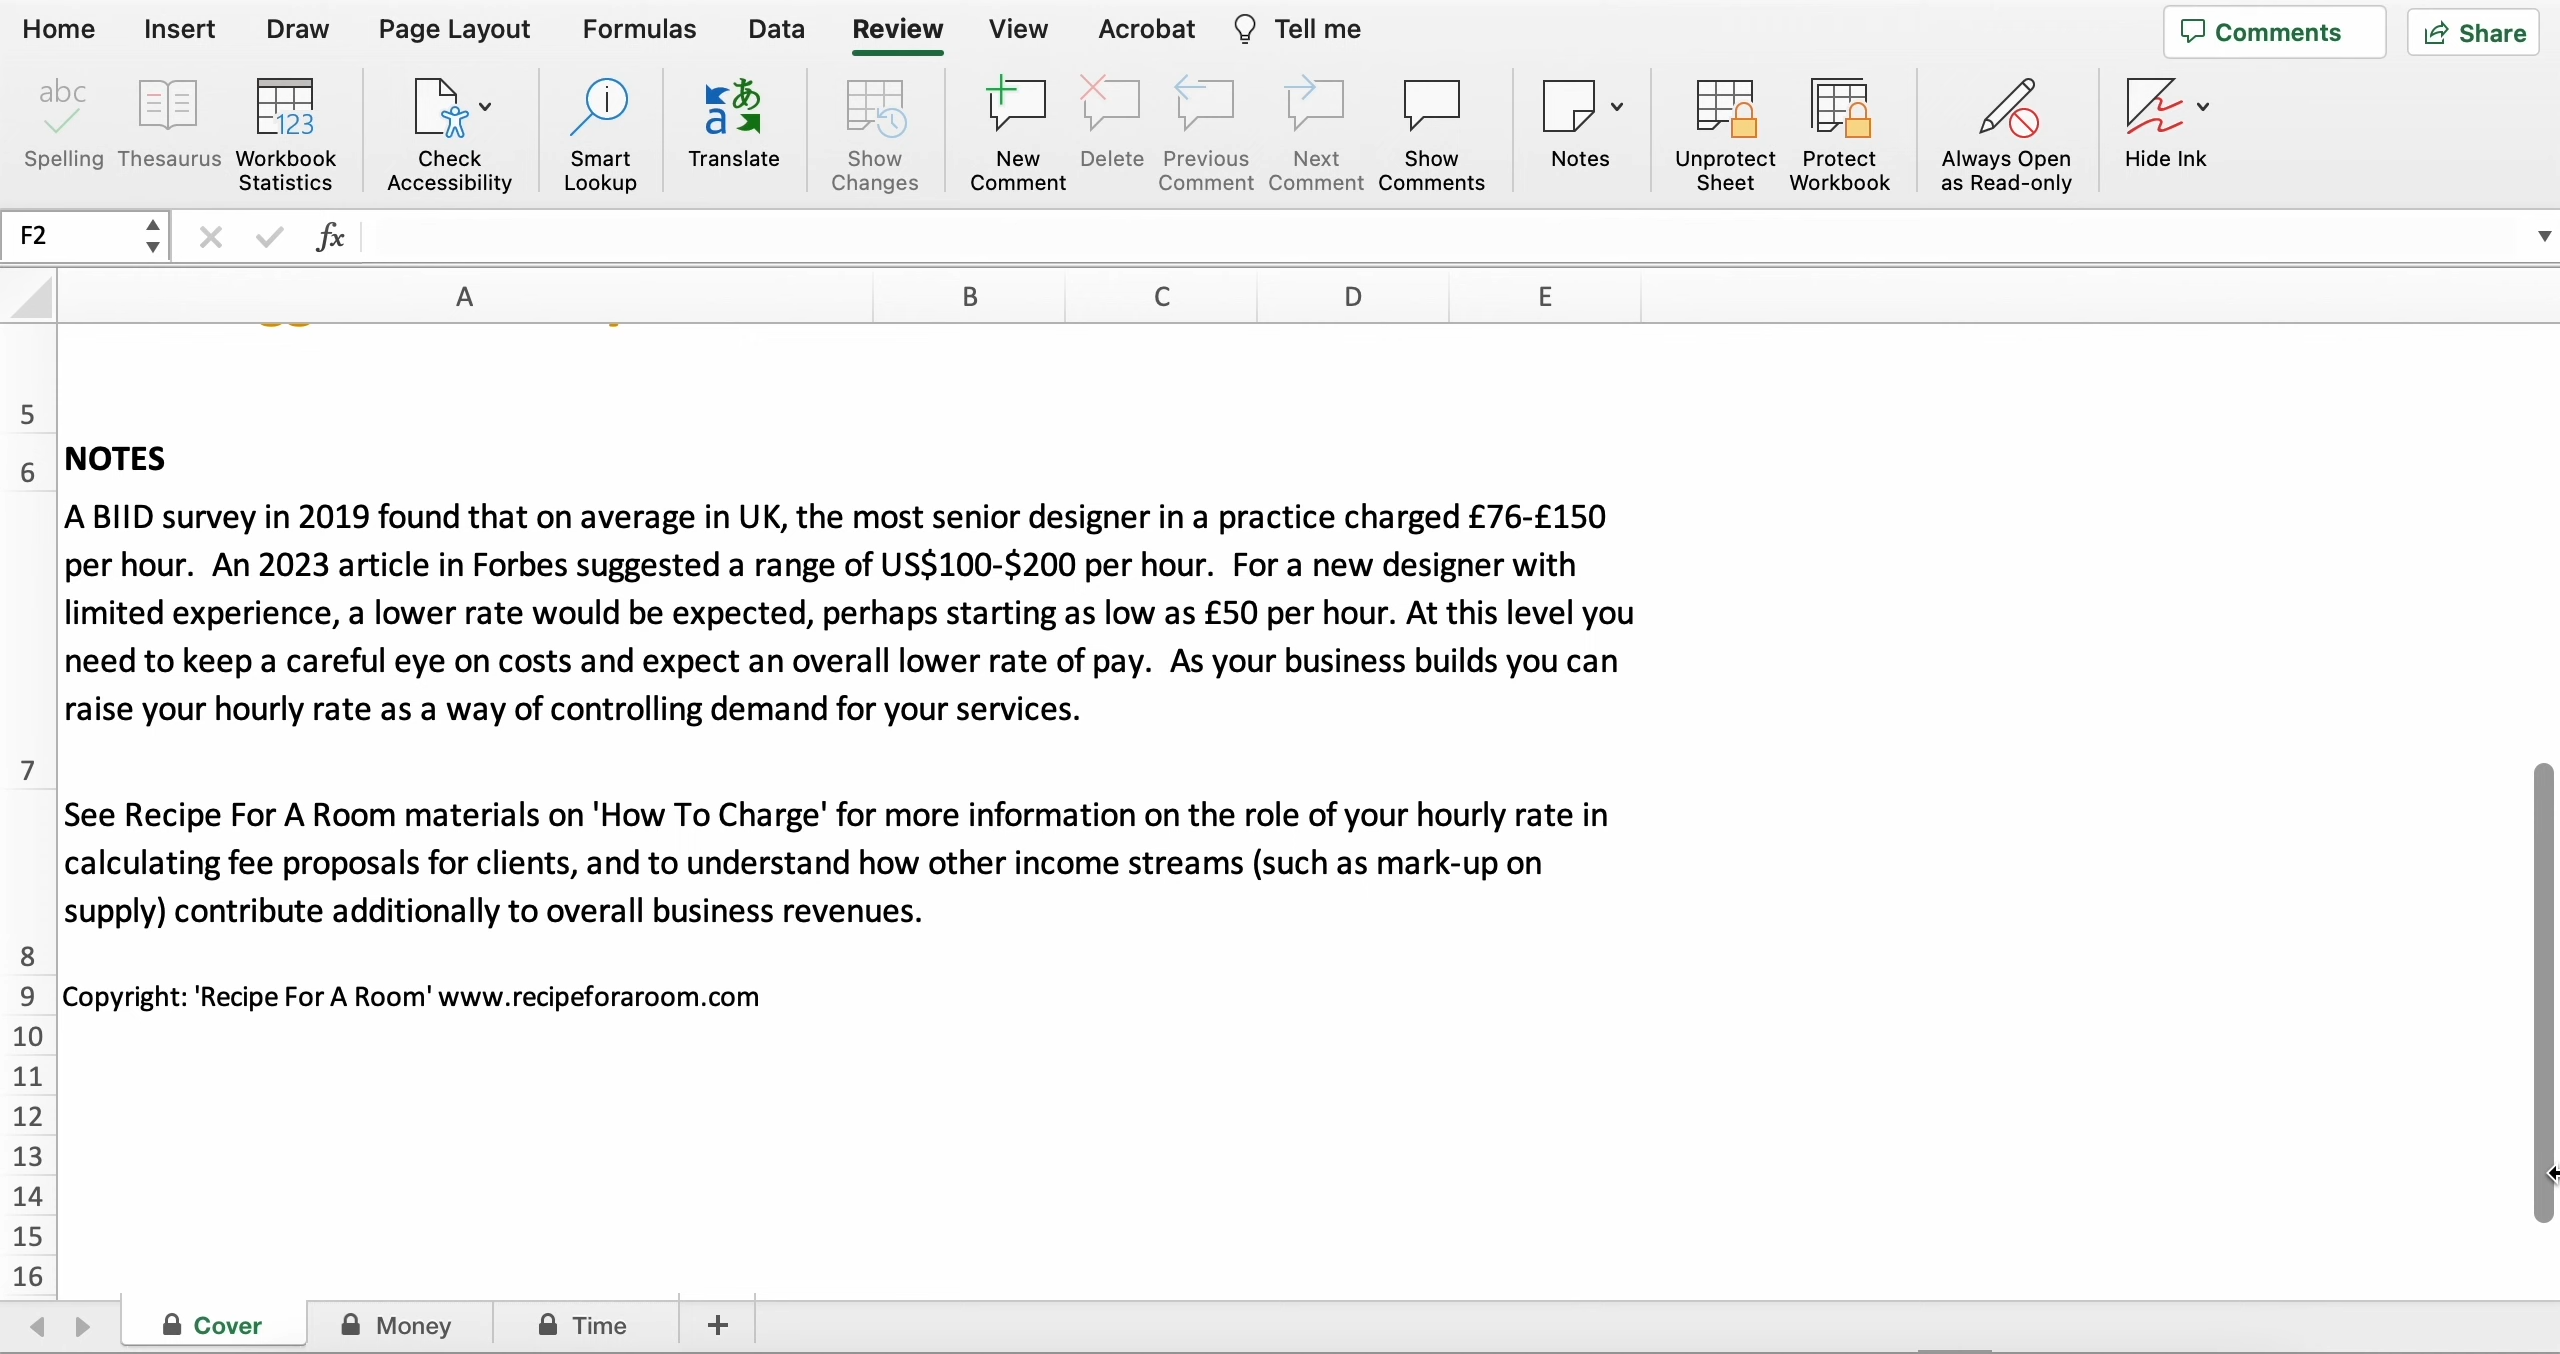 Home Insert Draw Page Layout Formulas Data Review View Acrobat Tell me Comments Share
abc
123
a あ
Spelling Thesaurus Workbook Statistics Check Accessibility Smart Lookup Translate Show Changes New Comment Delete Previous Comment Next Comment Show Comments Notes Unprotect Sheet Protect Workbook Always Open as Read-only Hide Ink
F2 fx
A B C D E
5
6 NOTES
A BIID survey in 2019 found that on average in UK, the most senior designer in a practice charged £76-£150
per hour.  An 2023 article in Forbes suggested a range of US$100-$200 per hour.  For a new designer with
limited experience, a lower rate would be expected, perhaps starting as low as £50 per hour. At this level you
need to keep a careful eye on costs and expect an overall lower rate of pay.  As your business builds you can
raise your hourly rate as a way of controlling demand for your services.
7
See Recipe For A Room materials on 'How To Charge' for more information on the role of your hourly rate in
calculating fee proposals for clients, and to understand how other income streams (such as mark-up on
supply) contribute additionally to overall business revenues.
8
9 Copyright: 'Recipe For A Room' www.recipeforaroom.com
10
11
12
13
14
15
16
Cover Money Time +